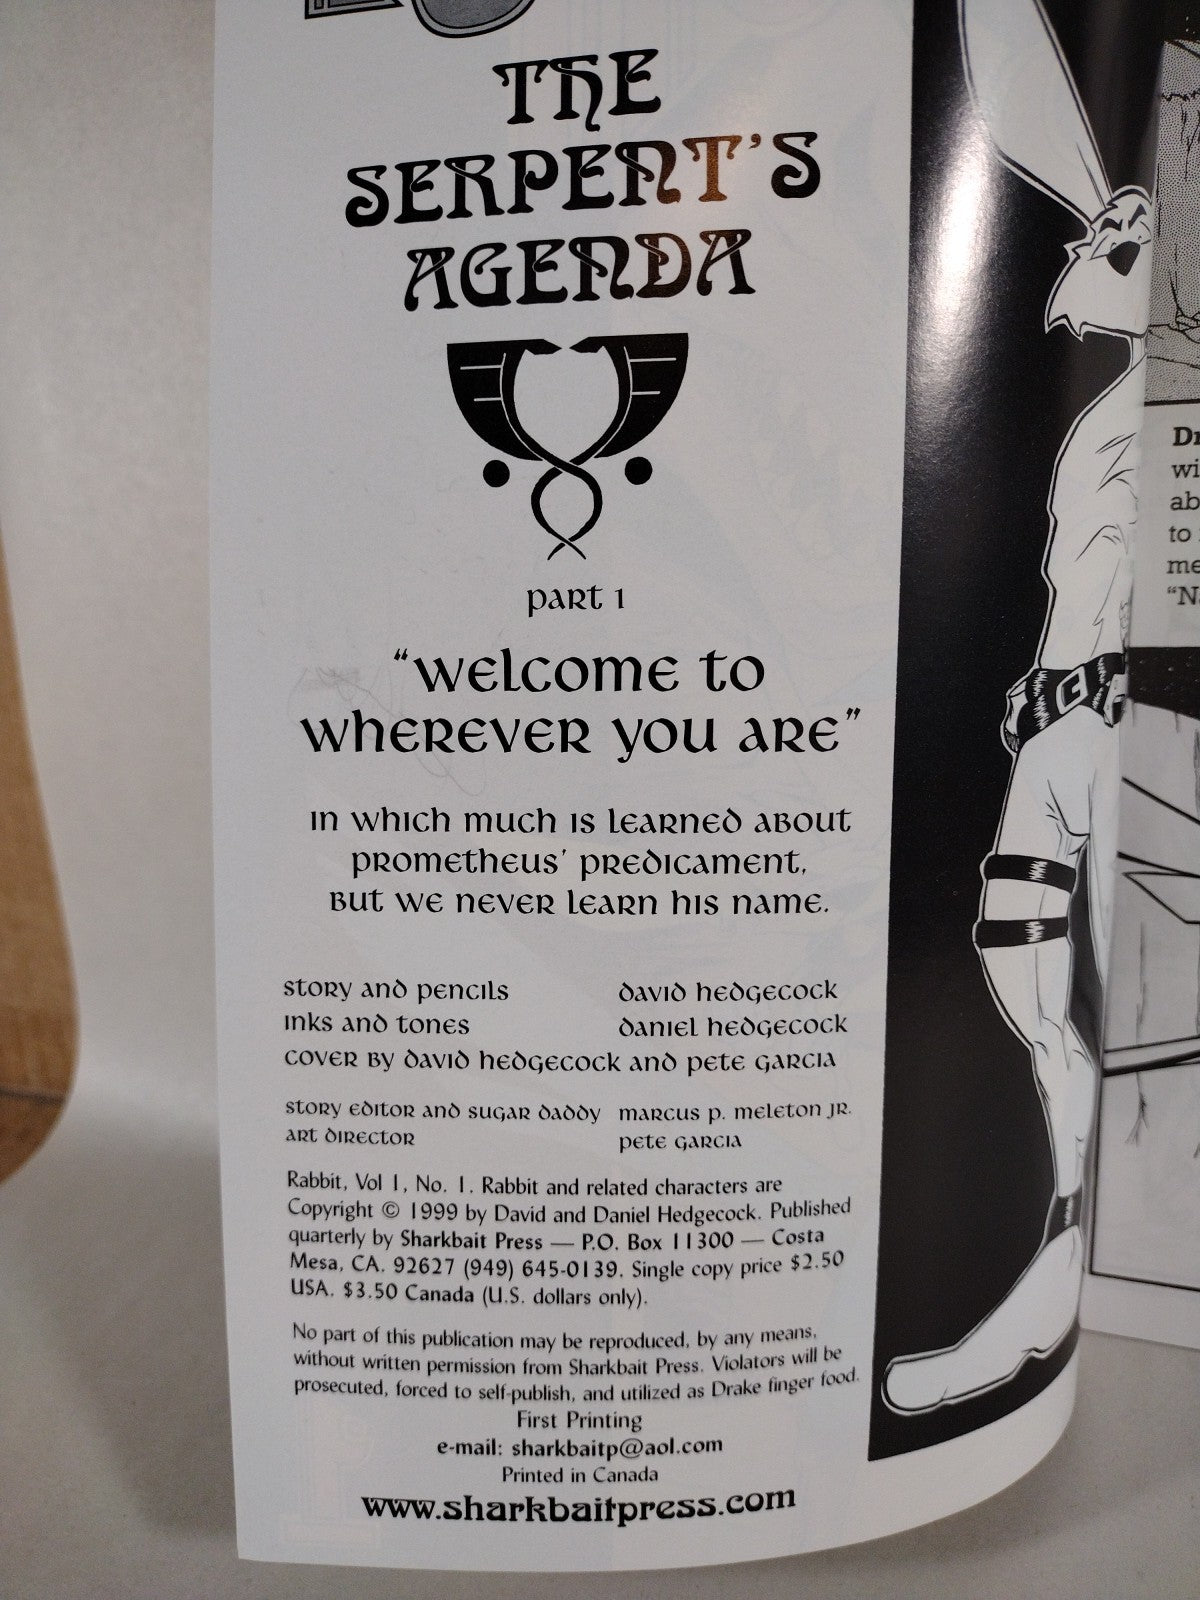 THE
SERPENT'S
AGENDA
part 1
"welcome to
wherever you are"
in which much is learned about
prometheus' predicament,
but we never learn his name.
story and pencils david hedgecock
inks and tones daniel hedgecock
cover by david hedgecock and pete garcia
story editor and sugar daddy marcus p. meleton jr.
art director pete garcia
Rabbit, Vol 1, No. 1. Rabbit and related characters are
Copyright © 1999 by David and Daniel Hedgecock. Published
quarterly by Sharkbait Press — P.O. Box 11300 — Costa
Mesa, CA. 92627 (949) 645-0139. Single copy price $2.50
USA. $3.50 Canada (U.S. dollars only).
No part of this publication may be reproduced, by any means,
without written permission from Sharkbait Press. Violators will be
prosecuted, forced to self-publish, and utilized as Drake finger food.
First Printing
e-mail: sharkbaitp@aol.com
Printed in Canada
www.sharkbaitpress.com
to